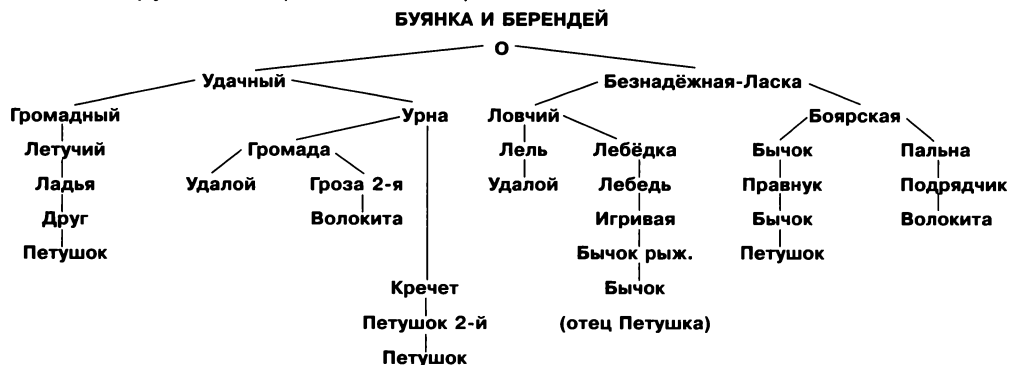 БУЯНКА И БЕРЕНДЕЙ
О
Удачный Безнадёжная-Ласка
Громадный Урна Ловчий Боярская
Летучий Громада Лель Лебёдка Бычок Пальна
Ладья Удалой Гроза 2-я Удалой Лебедь Правнук Подрядчик
Друг Волокита Игривая Бычок Волокита
Петушок Бычок рыж. Петушок
Кречет Бычок
Петушок 2-й (отец Петушка)
Петушок